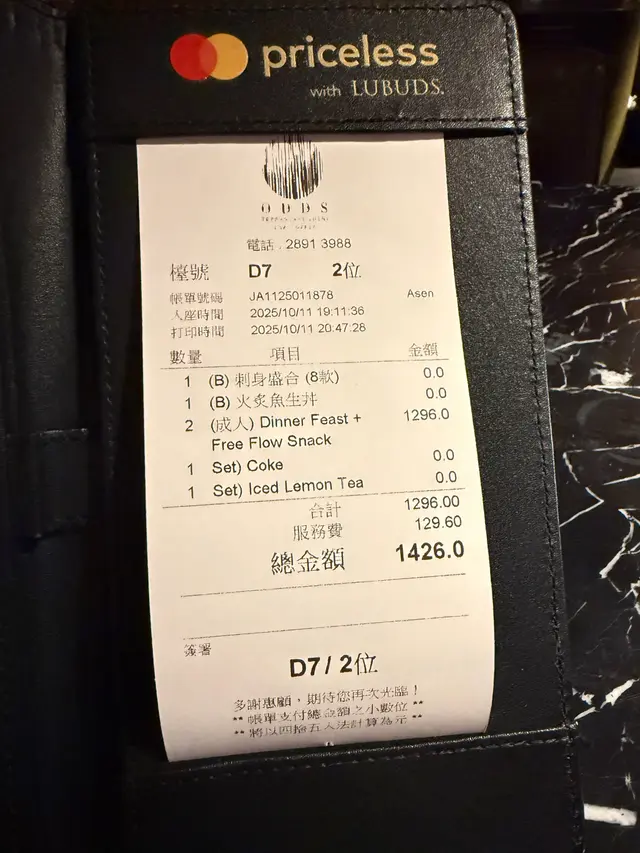 priceless
with LUBUDS.
ODDS
電話 : 2891 3988
檯號 D7 2位
帳單號碼 JA1125011878 Asen
入座時間 2025/10/11 19:11:36
打印時間 2025/10/11 20:47:28
數量 項目 金額
1 (B) 刺身盛合 (8款) 0.0
1 (B) 火炙魚生丼 0.0
2 (成人) Dinner Feast + 1296.0
Free Flow Snack
1 Set) Coke 0.0
1 Set) Iced Lemon Tea 0.0
合計 1296.00
服務費 129.60
總金額 1426.0
簽署
D7 / 2位
多謝惠顧，期待您再次光臨！
** 帳單支付總金額之小數位 **
** 將以四捨五入法計算為示 **